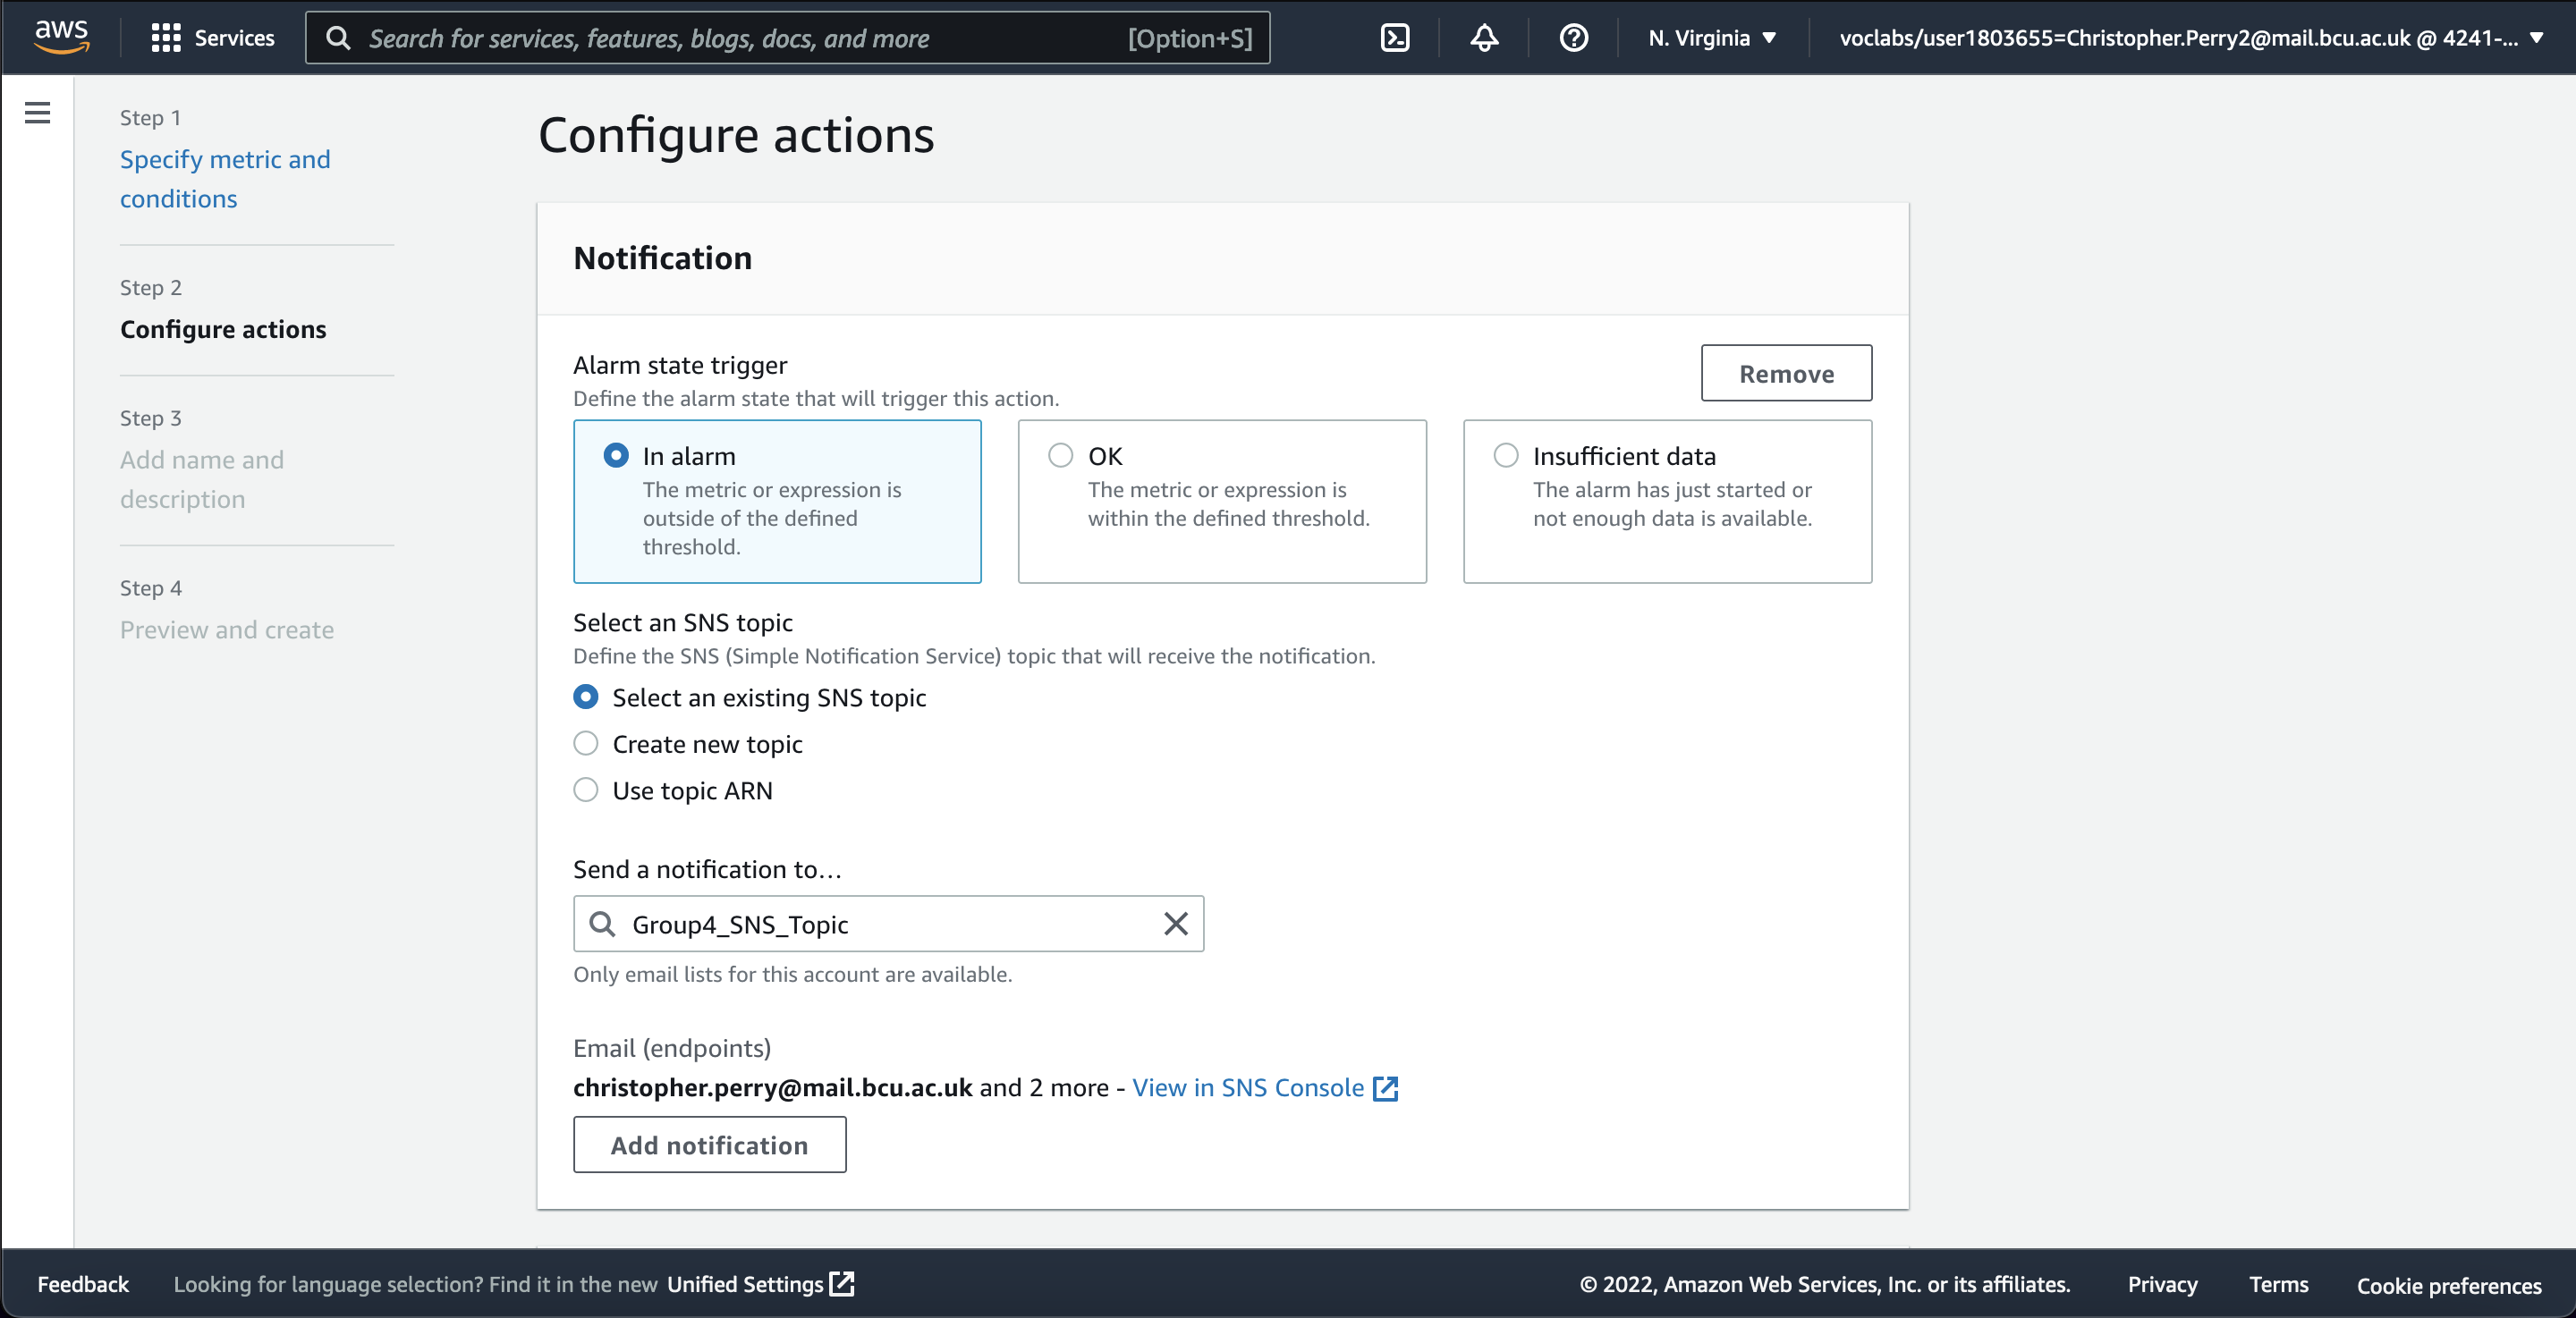 aws
Services
Search for services, features, blogs, docs, and more
[Option+S]
N. Virginia
voclabs/user1803655=Christopher.Perry2@mail.bcu.ac.uk @ 4241-...
Step 1
Specify metric and
conditions
Step 2
Configure actions
Step 3
Add name and
description
Step 4
Preview and create
Configure actions
Notification
Alarm state trigger
Define the alarm state that will trigger this action.
Remove
In alarm
The metric or expression is
outside of the defined
threshold.
OK
The metric or expression is
within the defined threshold.
Insufficient data
The alarm has just started or
not enough data is available.
Select an SNS topic
Define the SNS (Simple Notification Service) topic that will receive the notification.
Select an existing SNS topic
Create new topic
Use topic ARN
Send a notification to…
Group4_SNS_Topic
Only email lists for this account are available.
Email (endpoints)
christopher.perry@mail.bcu.ac.uk and 2 more - View in SNS Console
Add notification
Feedback
Looking for language selection? Find it in the new Unified Settings
© 2022, Amazon Web Services, Inc. or its affiliates.
Privacy
Terms
Cookie preferences